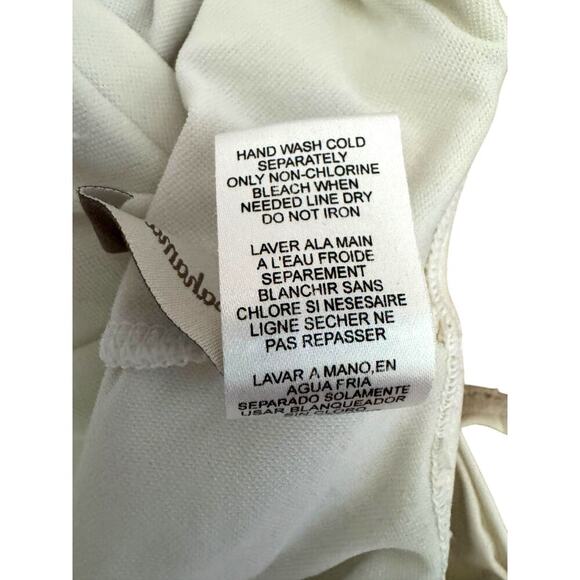 HAND WASH COLD
SEPARATELY
ONLY NON-CHLORINE
BLEACH WHEN
NEEDED LINE DRY
DO NOT IRON
LAVER ALA MAIN
A L'EAU FROIDE
SEPAREMENT
BLANCHIR SANS
CHLORE SI NESESAIRE
LIGNE SECHER NE
PAS REPASSER
LAVAR A MANO,EN
AGUA FRIA
SEPARADO SOLAMENTE
USAR BLANQUEADOR
SIN CLORO